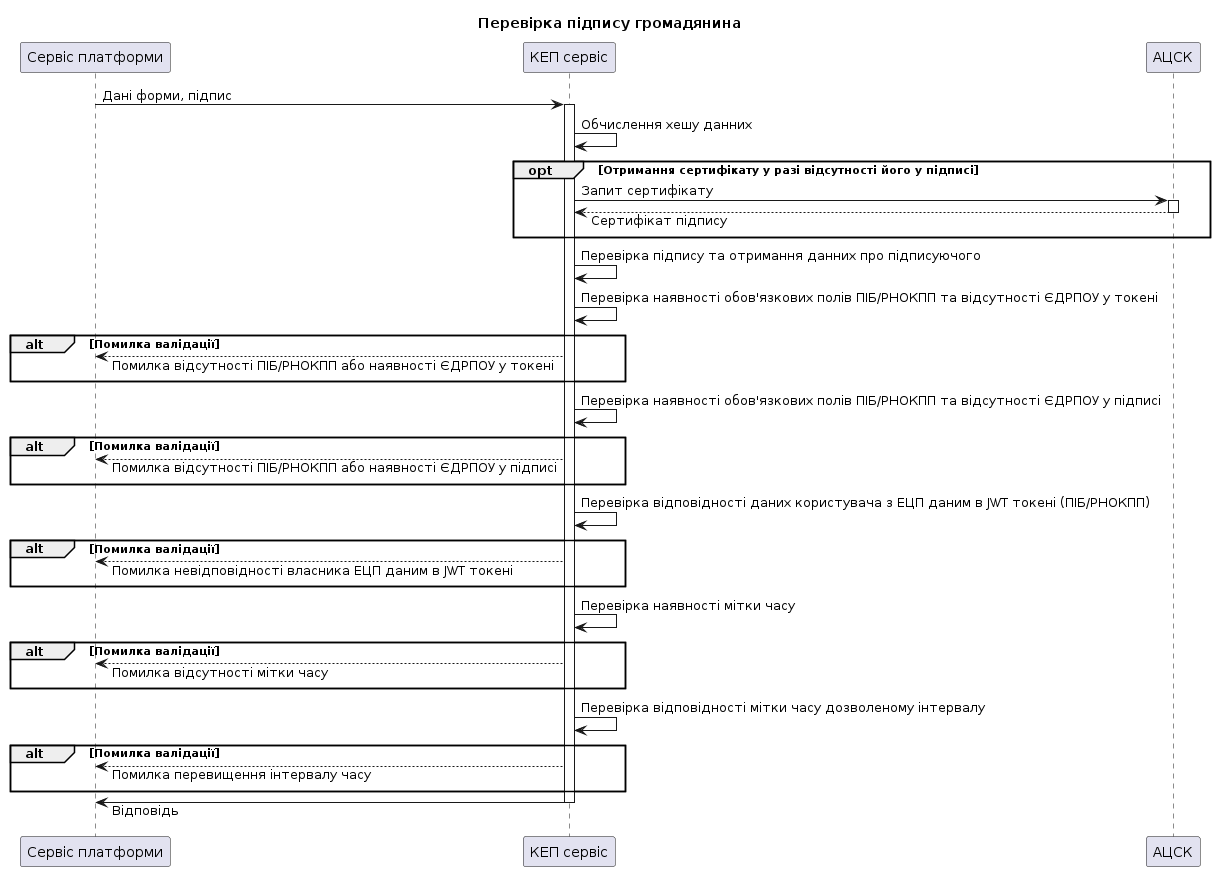 Перевірка підпису громадянина
Сервіс платформи
КЕП сервіс
АЦСК
Дані форми, підпис
Обчислення хешу данних
opt
[Отримання сертифікату у разі відсутності його у підписі]
Запит сертифікату
Сертифікат підпису
Перевірка підпису та отримання данних про підписуючого
Перевірка наявності обов'язкових полів ПІБ/РНОКПП та відсутності ЄДРПОУ у токені
alt
[Помилка валідації]
Помилка відсутності ПІБ/РНОКПП або наявності ЄДРПОУ у токені
Перевірка наявності обов'язкових полів ПІБ/РНОКПП та відсутності ЄДРПОУ у підписі
alt
[Помилка валідації]
Помилка відсутності ПІБ/РНОКПП або наявності ЄДРПОУ у підписі
Перевірка відповідності даних користувача з ЕЦП даним в JWT токені (ПІБ/РНОКПП)
alt
[Помилка валідації]
Помилка невідповідності власника ЕЦП даним в JWT токені
Перевірка наявності мітки часу
alt
[Помилка валідації]
Помилка відсутності мітки часу
Перевірка відповідності мітки часу дозволеному інтервалу
alt
[Помилка валідації]
Помилка перевищення інтервалу часу
Відповідь
Сервіс платформи
КЕП сервіс
АЦСК